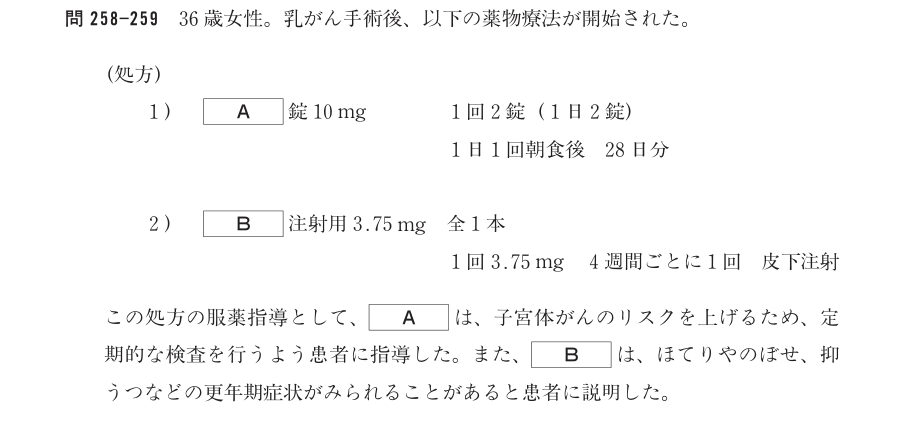 問 258−259　36 歳女性。乳がん手術後、以下の薬物療法が開始された。
(処方)
1)　A　錠 10 mg　1 回 2 錠（1 日 2 錠）
1 日 1 回朝食後　28 日分
2)　B　注射用 3.75 mg　全 1 本
1 回 3.75 mg　4 週間ごとに 1 回　皮下注射
この処方の服薬指導として、　A　は、子宮体がんのリスクを上げるため、定
期的な検査を行うよう患者に指導した。また、　B　は、ほてりやのぼせ、抑
うつなどの更年期症状がみられることがあると患者に説明した。